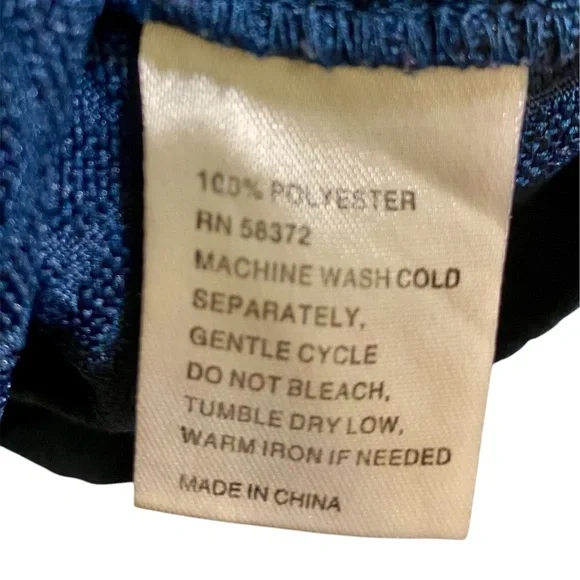 100% POLYESTER
RN 58372
MACHINE WASH COLD
SEPARATELY,
GENTLE CYCLE
DO NOT BLEACH,
TUMBLE DRY LOW,
WARM IRON IF NEEDED
MADE IN CHINA